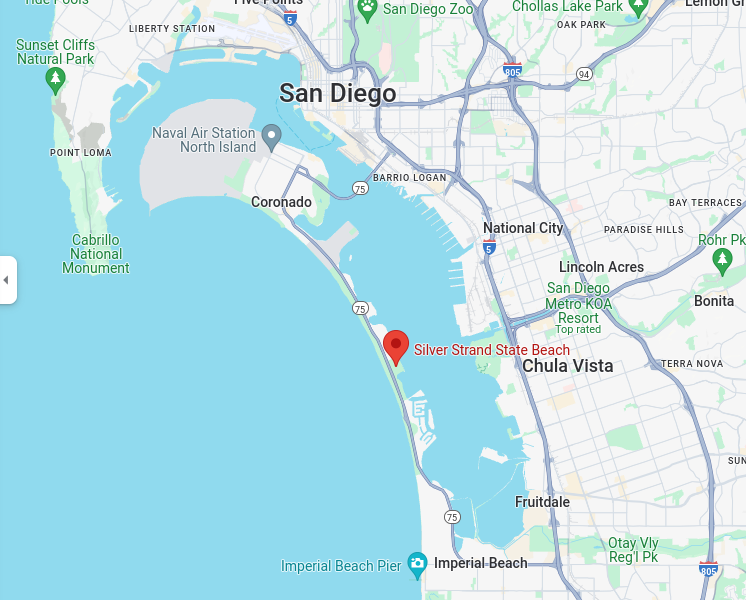 Tide Pools
Five Points
5
San Diego Zoo
Chollas Lake Park
Lemon Gr
LIBERTY STATION
OAK PARK
Sunset Cliffs
Natural Park
805
94
San Diego
Naval Air Station
North Island
POINT LOMA
BARRIO LOGAN
75
Coronado
BAY TERRACES
National City
PARADISE HILLS
Cabrillo
National
Monument
5
Rohr Pk
Lincoln Acres
San Diego
Metro KOA
Resort
Top rated
Bonita
75
Silver Strand State Beach
Chula Vista
TERRA NOVA
SUN
Fruitdale
75
Otay Vly
Reg'l Pk
Imperial Beach Pier
Imperial Beach
805